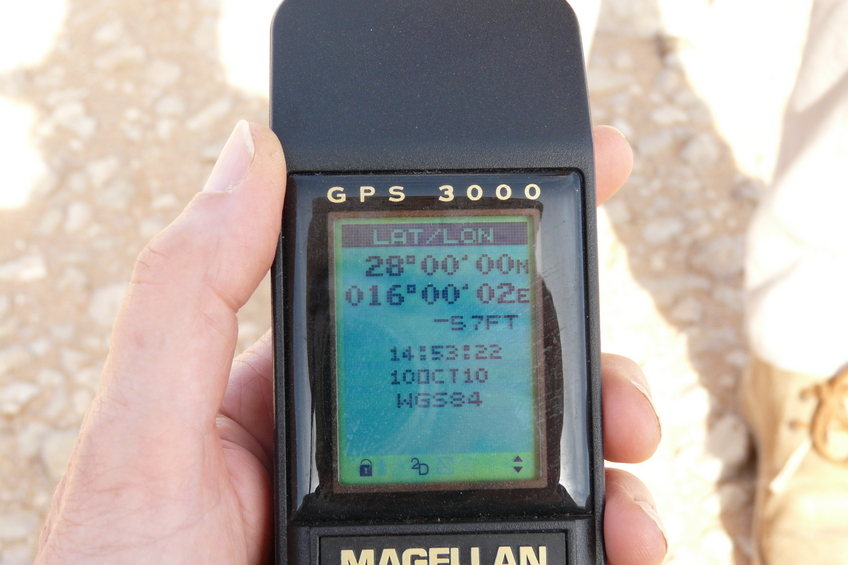 GPS 3000
LAT/LON
28°00'00N
016°00'02E
-57FT
14:53:22
10OCT10
WGS84
2D
MAGELLAN